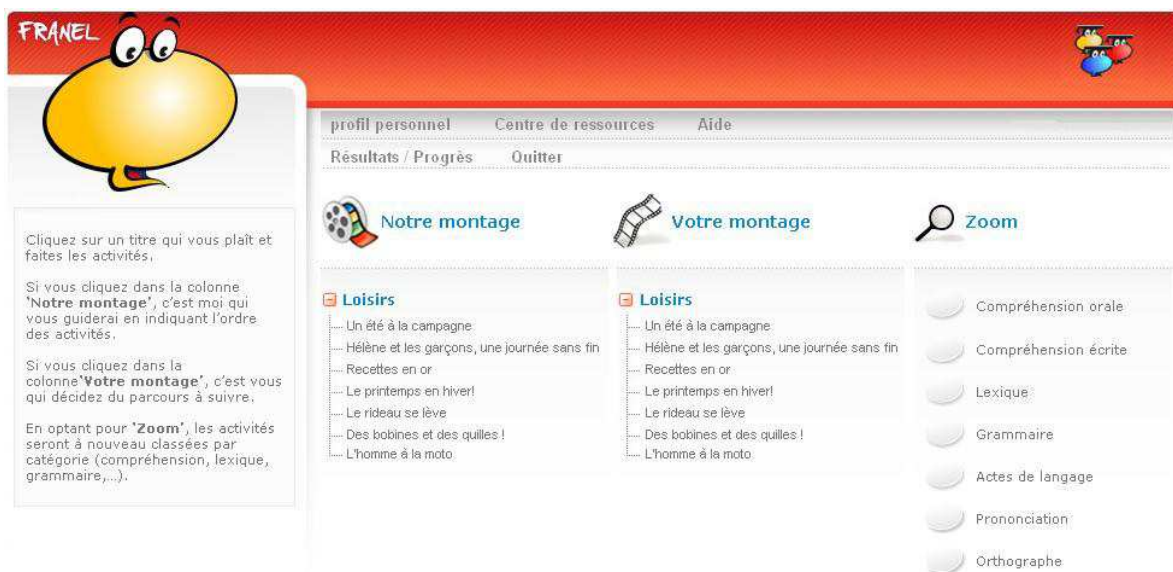 FRANEL
profil personnel Centre de ressources Aide
Résultats / Progrès Quitter
Cliquez sur un titre qui vous plaît et
faites les activités.
Si vous cliquez dans la colonne
'Notre montage', c'est moi qui
vous guiderai en indiquant l'ordre
des activités.
Si vous cliquez dans la
colonne'Votre montage', c'est vous
qui décidez du parcours à suivre.
En optant pour 'Zoom', les activités
seront à nouveau classées par
catégorie (compréhension, lexique,
grammaire,...).
Notre montage
Loisirs
Un été à la campagne
Hélène et les garçons, une journée sans fin
Recettes en or
Le printemps en hiver!
Le rideau se lève
Des bobines et des quilles !
L'homme à la moto
Votre montage
Loisirs
Un été à la campagne
Hélène et les garçons, une journée sans fin
Recettes en or
Le printemps en hiver!
Le rideau se lève
Des bobines et des quilles !
L'homme à la moto
Zoom
Compréhension orale
Compréhension écrite
Lexique
Grammaire
Actes de langage
Prononciation
Orthographe